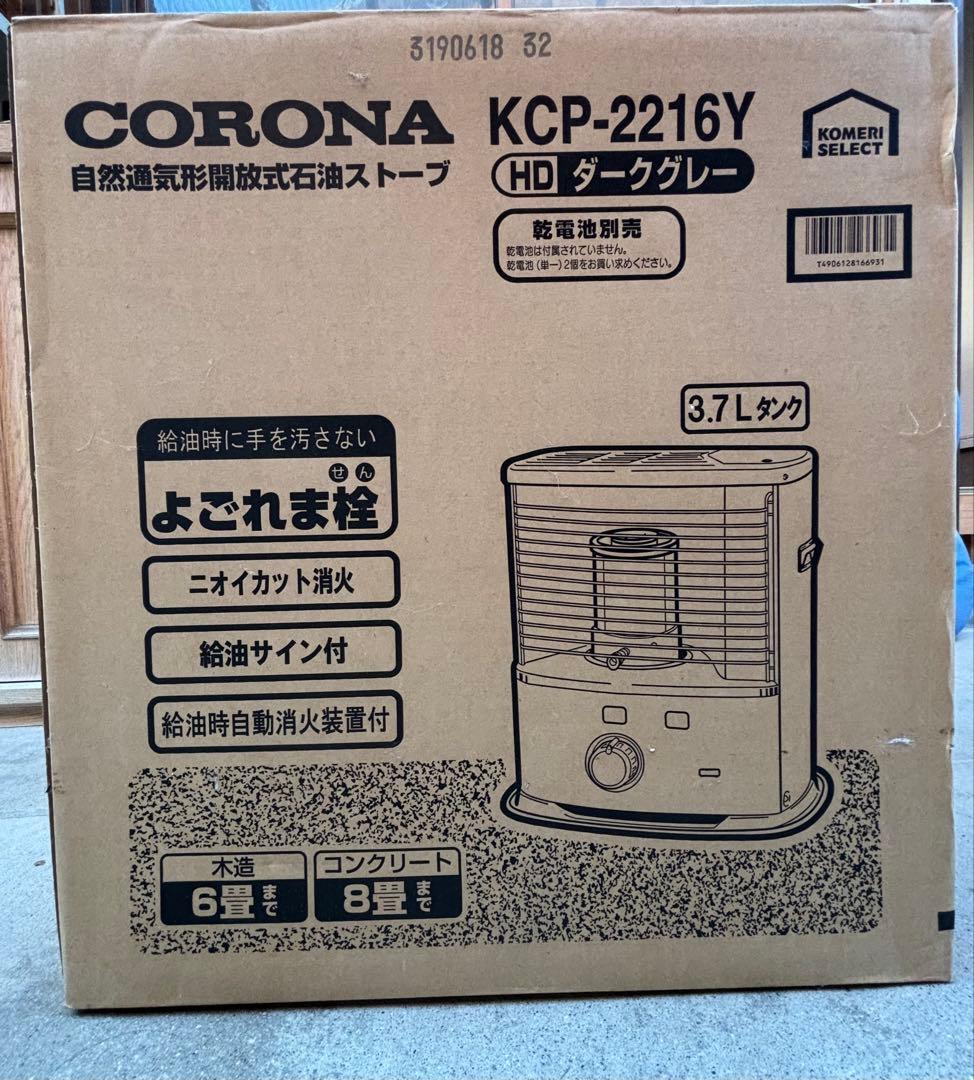 3190618 32
CORONA KCP-2216Y
KOMERI
SELECT
自然通気形開放式石油ストーブ
HD ダークグレー
乾電池別売
乾電池は付属されていません。
乾電池(単一)2個をお買い求めください。
T4906128166931
3.7Lタンク
給油時に手を汚さない
せん
よごれま栓
ニオイカット消火
給油サイン付
給油時自動消火装置付
木造
6畳まで
コンクリート
8畳まで